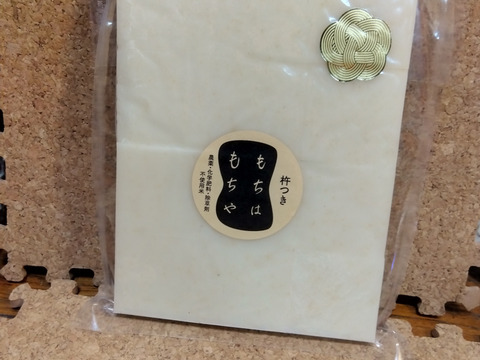 杵つき
もちは
もちや
農薬・化学肥料・除草剤
不使用米